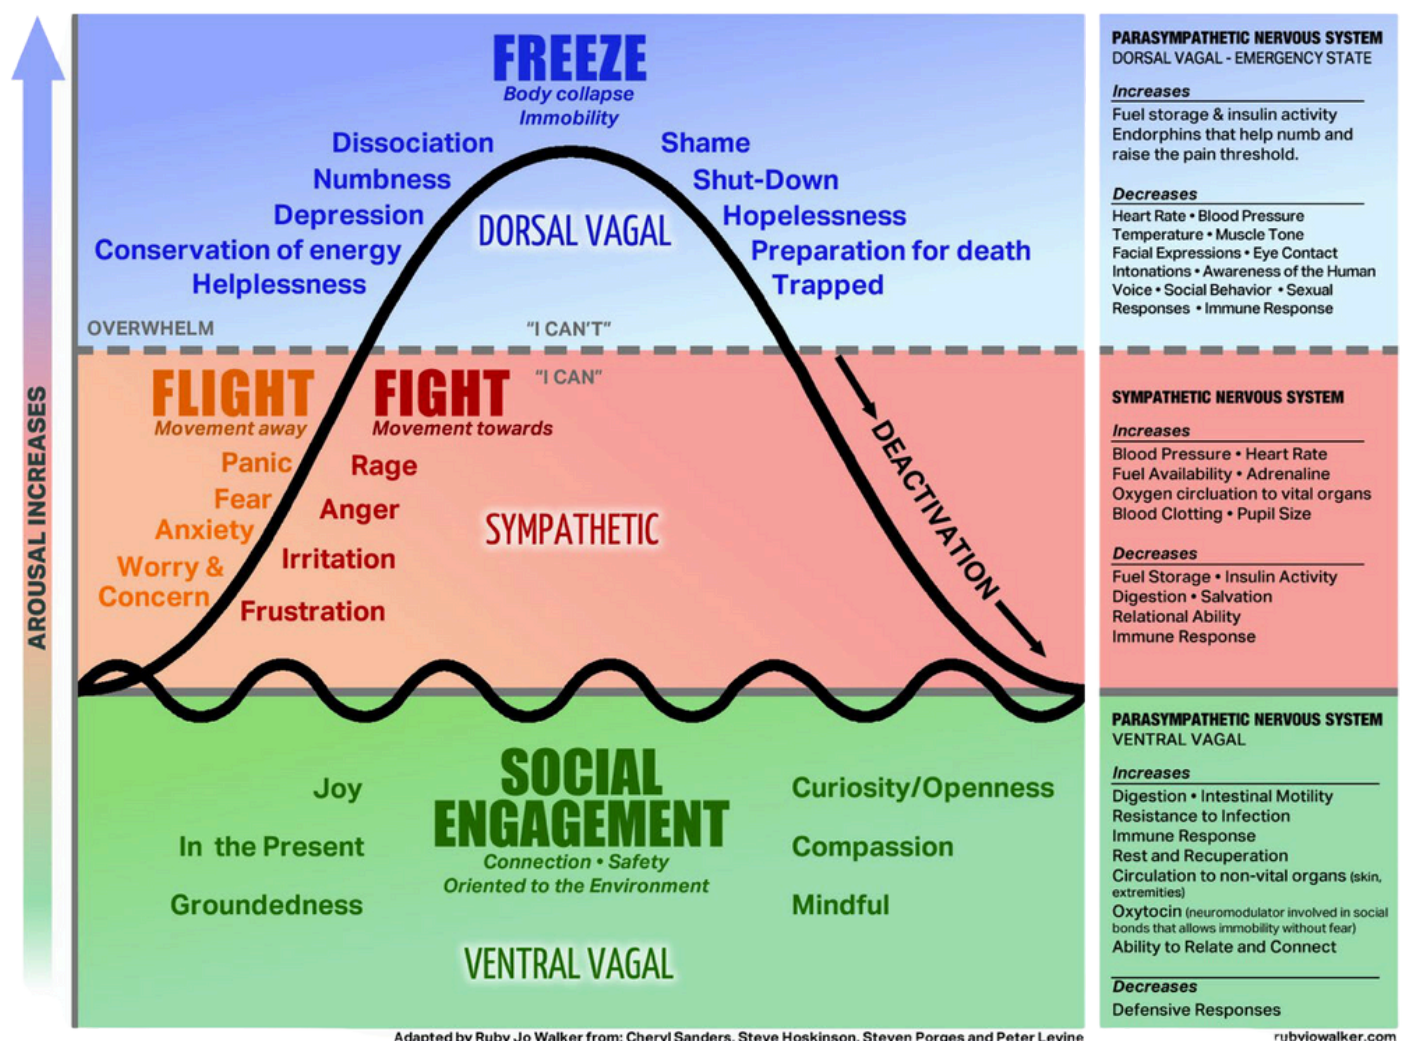 AROUSAL INCREASES
FREEZE
Body collapse
Immobility
Dissociation
Numbness
Depression
Conservation of energy
Helplessness
Shame
Shut-Down
Hopelessness
Preparation for death
Trapped
DORSAL VAGAL
OVERWHELM
"I CAN'T"
"I CAN"
FLIGHT
Movement away
Panic
Fear
Anxiety
Worry &
Concern
FIGHT
Movement towards
Rage
Anger
Irritation
Frustration
SYMPATHETIC
DEACTIVATION
SOCIAL
ENGAGEMENT
Connection • Safety
Oriented to the Environment
Joy
In the Present
Groundedness
Curiosity/Openness
Compassion
Mindful
VENTRAL VAGAL
PARASYMPATHETIC NERVOUS SYSTEM
DORSAL VAGAL - EMERGENCY STATE
Increases
Fuel storage & insulin activity
Endorphins that help numb and
raise the pain threshold.
Decreases
Heart Rate • Blood Pressure
Temperature • Muscle Tone
Facial Expressions • Eye Contact
Intonations • Awareness of the Human
Voice • Social Behavior • Sexual
Responses • Immune Response
SYMPATHETIC NERVOUS SYSTEM
Increases
Blood Pressure • Heart Rate
Fuel Availability • Adrenaline
Oxygen circluation to vital organs
Blood Clotting • Pupil Size
Decreases
Fuel Storage • Insulin Activity
Digestion • Salvation
Relational Ability
Immune Response
PARASYMPATHETIC NERVOUS SYSTEM
VENTRAL VAGAL
Increases
Digestion • Intestinal Motility
Resistance to Infection
Immune Response
Rest and Recuperation
Circulation to non-vital organs (skin,
extremities)
Oxytocin (neuromodulator involved in social
bonds that allows immobility without fear)
Ability to Relate and Connect
Decreases
Defensive Responses
Adapted by Ruby Jo Walker from: Cheryl Sanders, Steve Hoskinson, Steven Porges and Peter Levine
rubyjowalker.com